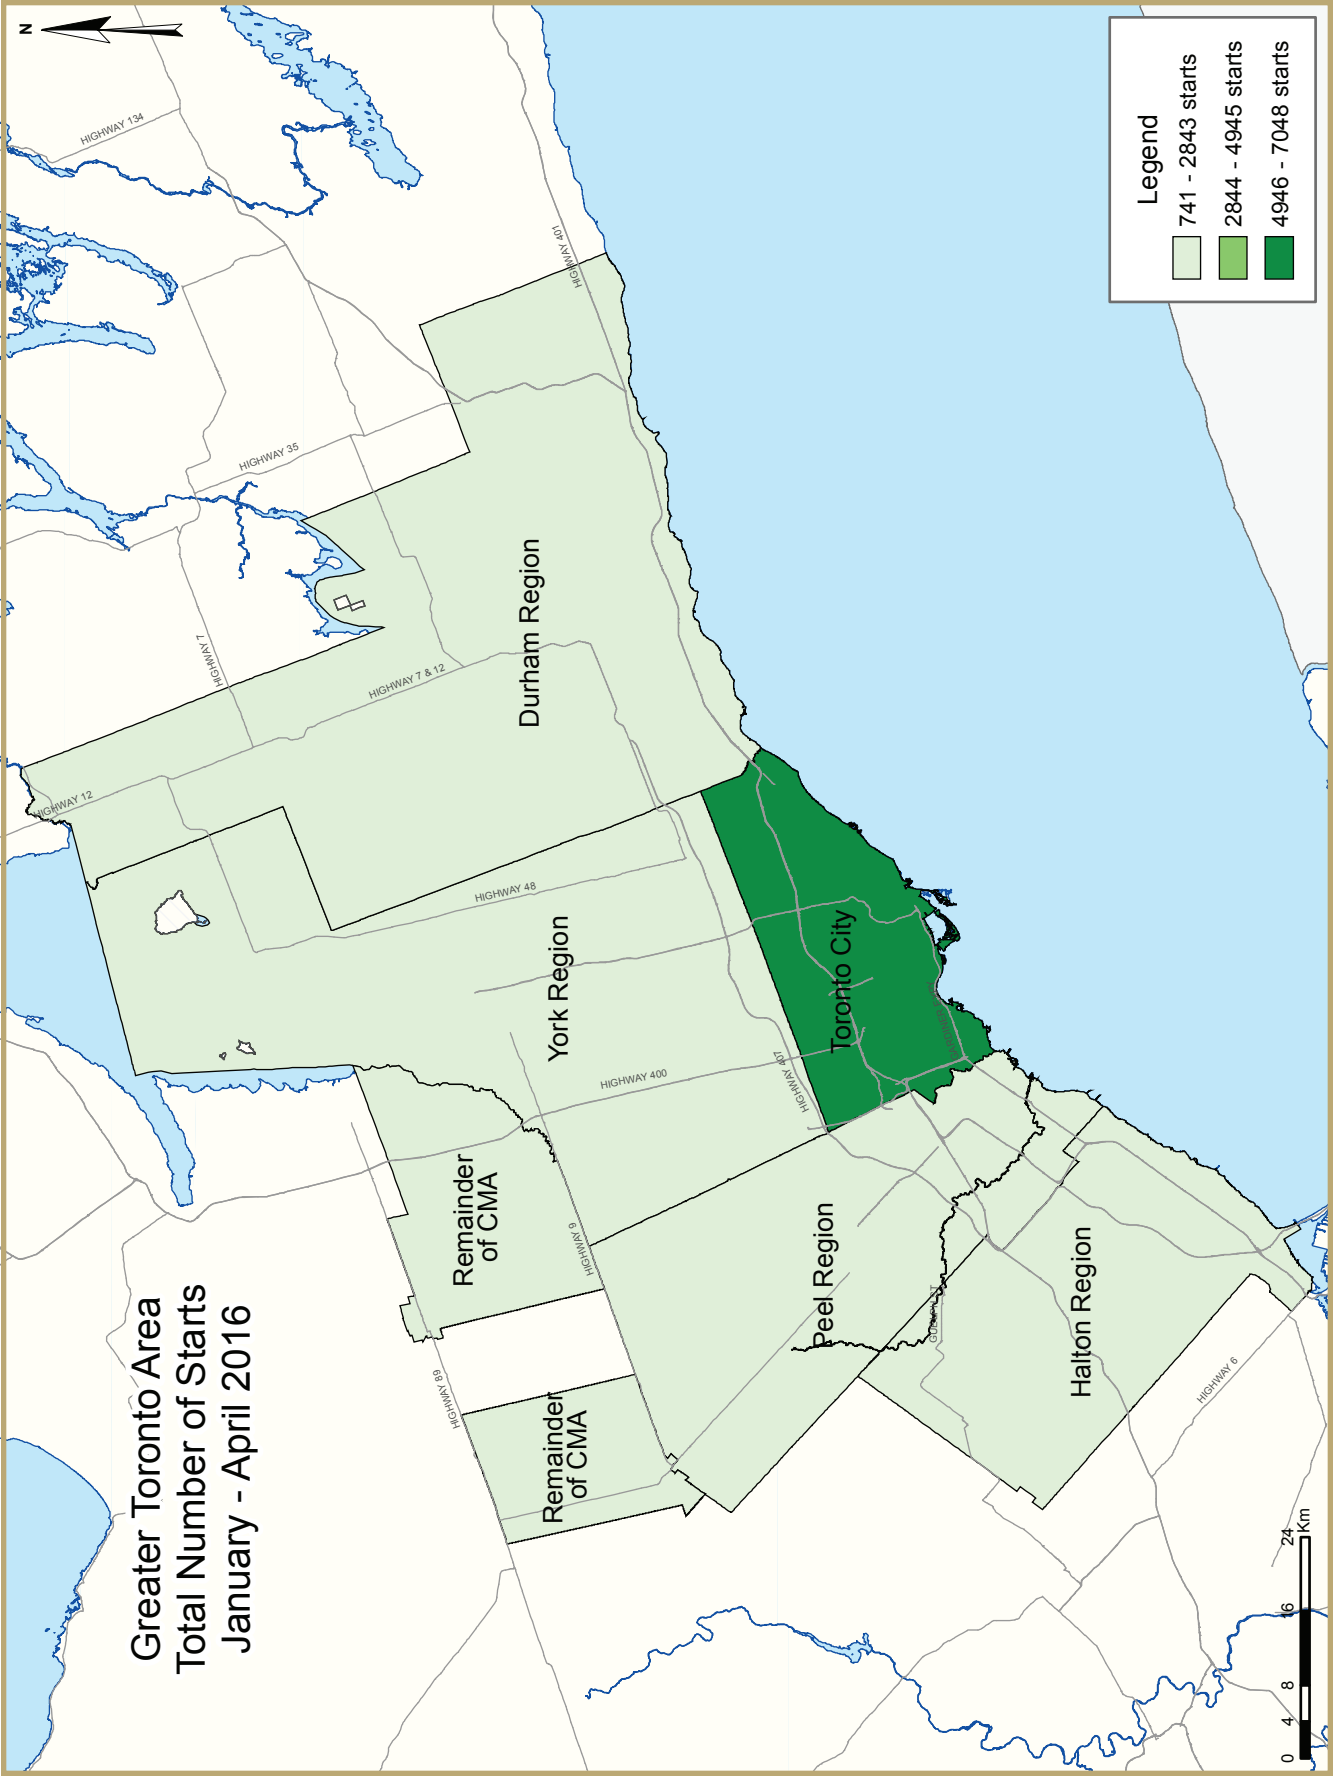 Greater Toronto Area
Total Number of Starts
January - April 2016
N
HIGHWAY 134
HIGHWAY 401
HIGHWAY 35
HIGHWAY 7
HIGHWAY 7 & 12
HIGHWAY 12
Durham Region
HIGHWAY 48
York Region
HIGHWAY 400
HIGHWAY 407
Toronto City
Remainder
of CMA
HIGHWAY 9
HIGHWAY 89
Remainder
of CMA
Peel Region
Halton Region
HIGHWAY 6
Legend
741 - 2843 starts
2844 - 4945 starts
4946 - 7048 starts
0 4 8 16 24
Km